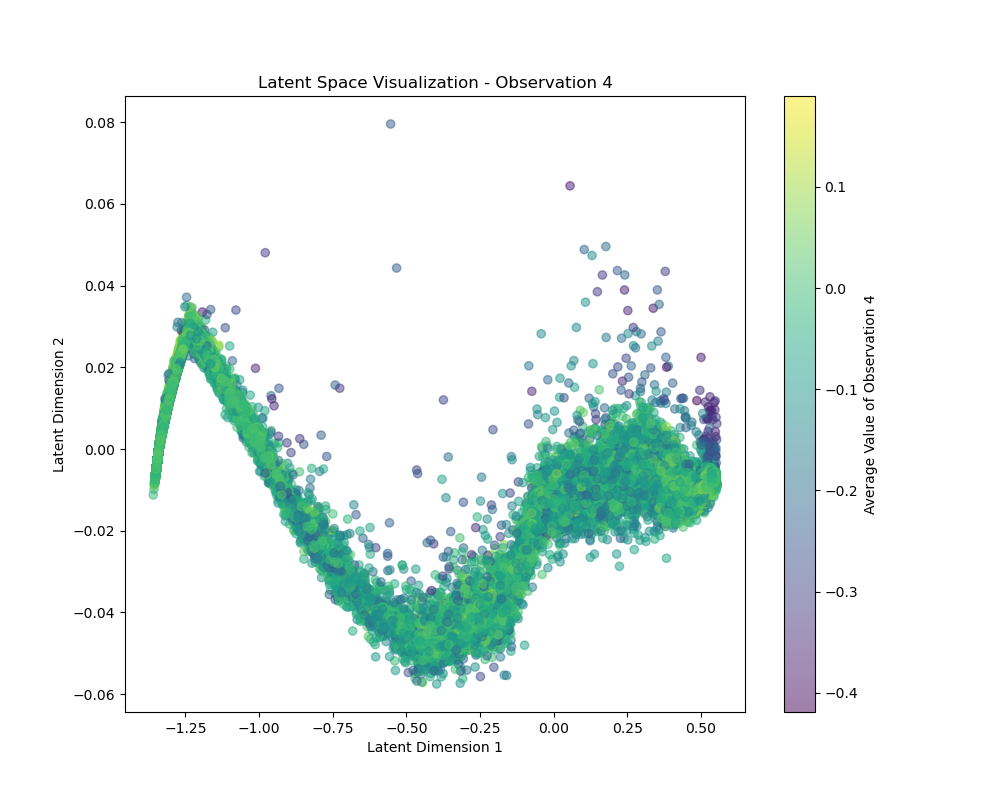 Latent Space Visualization - Observation 4
Latent Dimension 2
0.08
0.06
0.04
0.02
0.00
−0.02
−0.04
−0.06
−1.25 −1.00 −0.75 −0.50 −0.25 0.00 0.25 0.50
Latent Dimension 1
0.1
0.0
−0.1
−0.2
−0.3
−0.4
Average Value of Observation 4